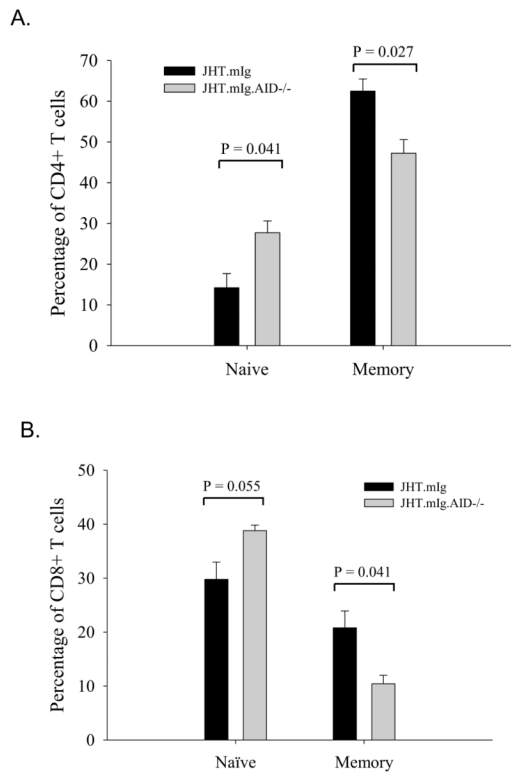 A.
Percentage of CD4+ T cells
70
60
50
40
30
20
10
0
JHT.mIg
JHT.mIg.AID-/-
P = 0.041
P = 0.027
Naive Memory
B.
Percentage of CD8+ T cells
50
40
30
20
10
0
P = 0.055
JHT.mIg
JHT.mIg.AID-/-
P = 0.041
Naïve Memory